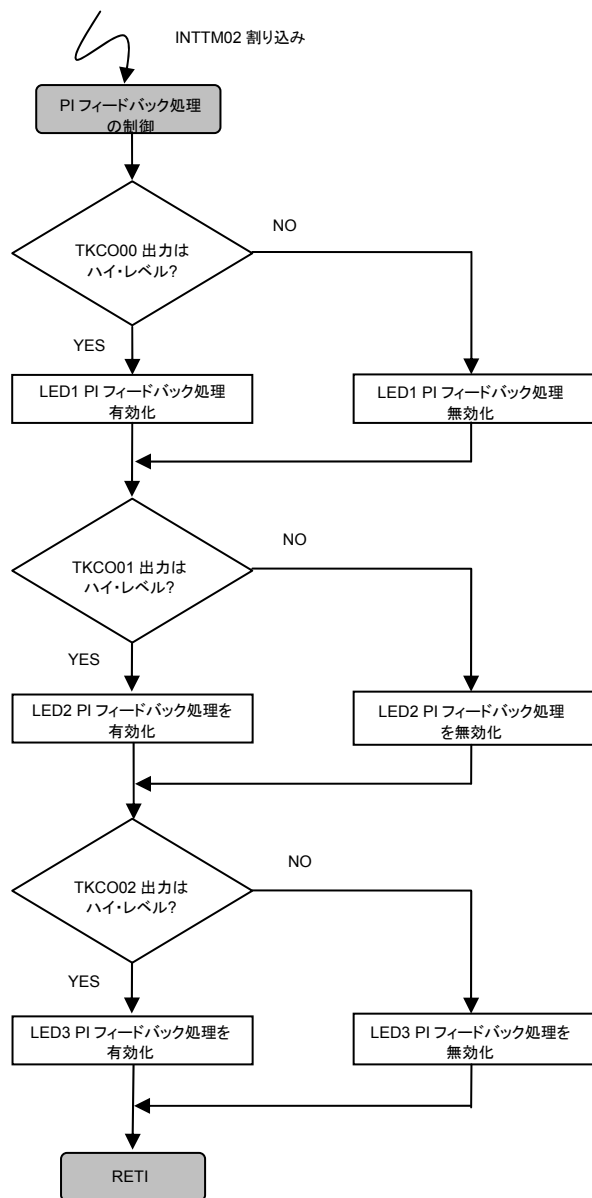 INTTM02 割り込み
PI フィードバック処理
の制御
TKCO00 出力は
ハイ・レベル?
NO
YES
LED1 PI フィードバック処理
有効化
LED1 PI フィードバック処理
無効化
TKCO01 出力は
ハイ・レベル?
NO
YES
LED2 PI フィードバック処理を
有効化
LED2 PI フィードバック処理
を無効化
TKCO02 出力は
ハイ・レベル?
NO
YES
LED3 PI フィードバック処理を
有効化
LED3 PI フィードバック処理を
無効化
RETI